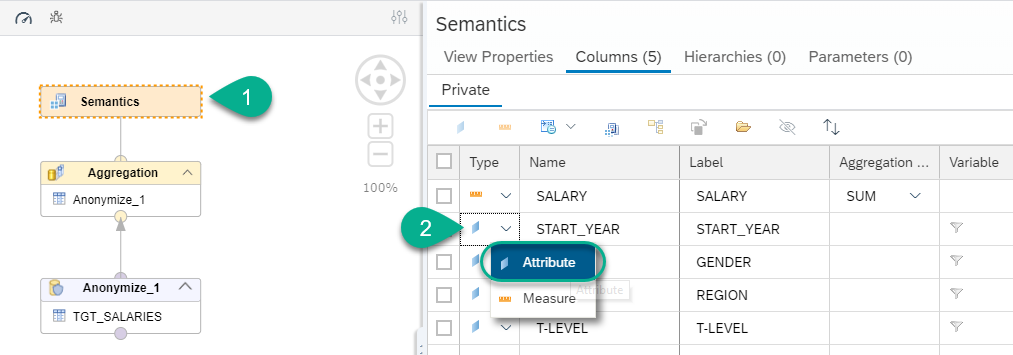 Semantics
1
Aggregation
Anonymize_1
Anonymize_1
TGT_SALARIES
100%
Semantics
View Properties Columns (5) Hierarchies (0) Parameters (0)
Private
Type Name Label Aggregation ... Variable
SALARY SALARY SUM
2 START_YEAR START_YEAR
Attribute GENDER
Attribute
Measure REGION
T-LEVEL T-LEVEL